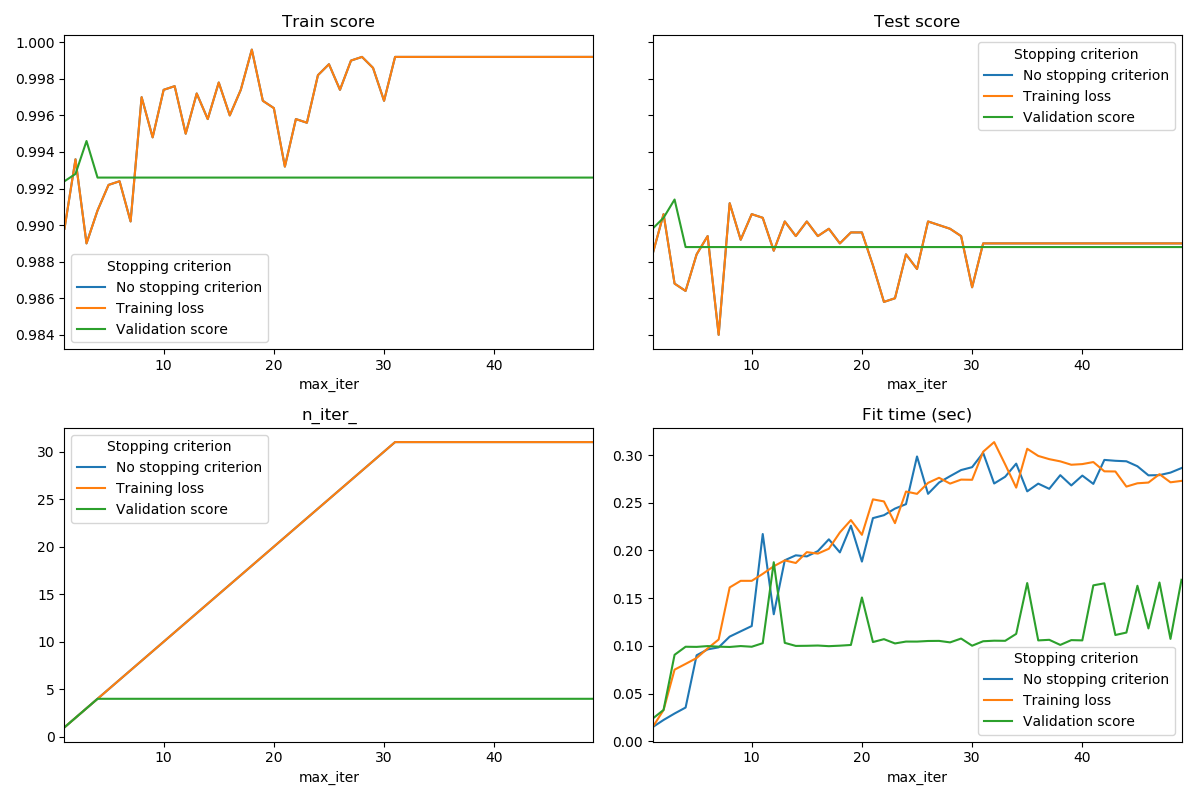 Train score
1.000
0.998
0.996
0.994
0.992
0.990
0.988
0.986
0.984
Stopping criterion
No stopping criterion
Training loss
Validation score
10 20 30 40
max_iter
Test score
Stopping criterion
No stopping criterion
Training loss
Validation score
10 20 30 40
max_iter
n_iter_
30
25
20
15
10
5
0
Stopping criterion
No stopping criterion
Training loss
Validation score
10 20 30 40
max_iter
Fit time (sec)
0.30
0.25
0.20
0.15
0.10
0.05
0.00
Stopping criterion
No stopping criterion
Training loss
Validation score
10 20 30 40
max_iter